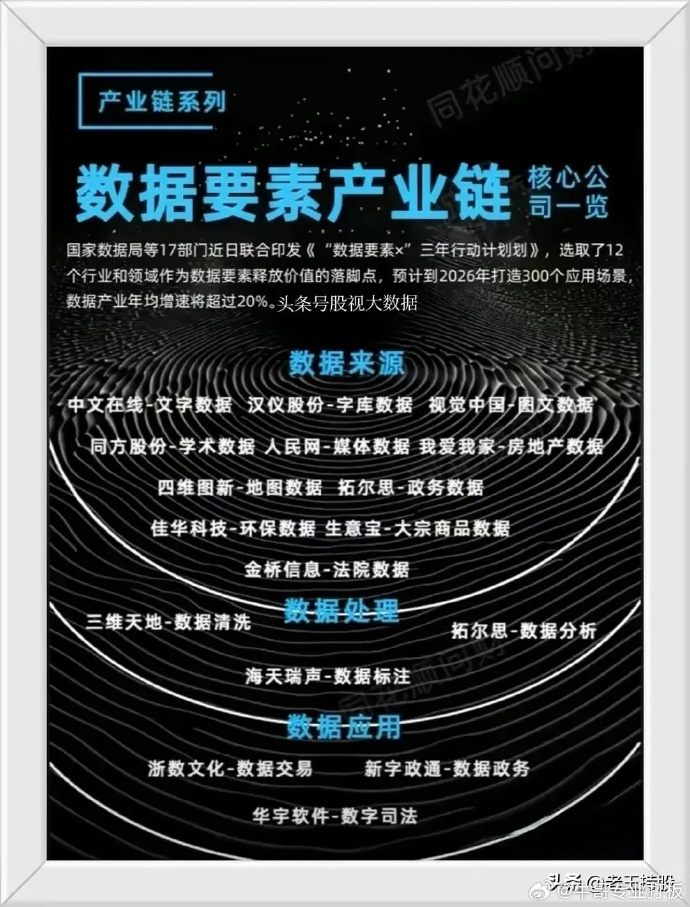 产业链系列
同花顺问财
数据要素产业链 核心公司一览
国家数据局等17部门近日联合印发《“数据要素×”三年行动计划划》，选取了12
个行业和领域作为数据要素释放价值的落脚点，预计到2026年打造300个应用场景，
数据产业年均增速将超过20%。头条号股视大数据
数据来源
中文在线-文字数据 汉仪股份-字库数据 视觉中国-图文数据
同方股份-学术数据 人民网-媒体数据 我爱我家-房地产数据
四维图新-地图数据 拓尔思-政务数据
佳华科技-环保数据 生意宝-大宗商品数据
金桥信息-法院数据
数据处理
三维天地-数据清洗 拓尔思-数据分析
海天瑞声-数据标注
同花顺问财
数据应用
浙数文化-数据交易 新字政通-数据政务
华宇软件-数字司法
头条 @老王持股
@牛哥专业打板